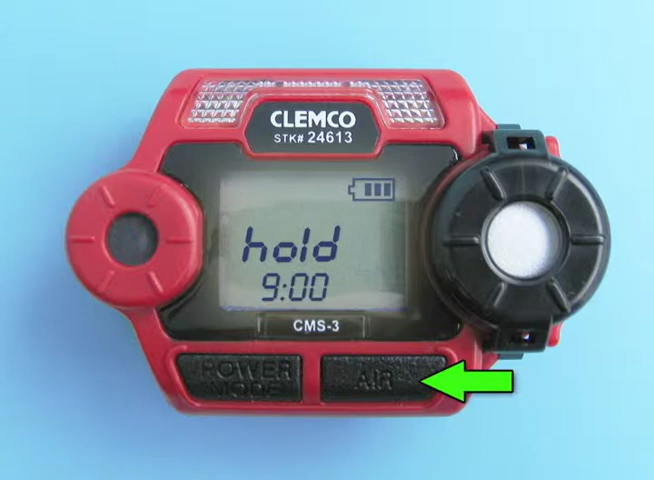 CLEMCO
STK# 24613
hold
9:00
CMS-3
POWER
MODE
AIR